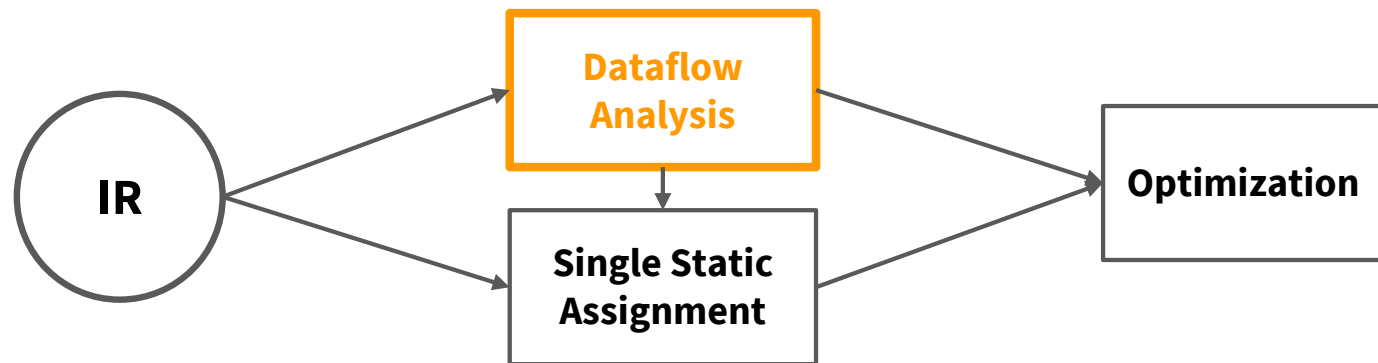 IR
Dataflow
Analysis
Single Static
Assignment
Optimization